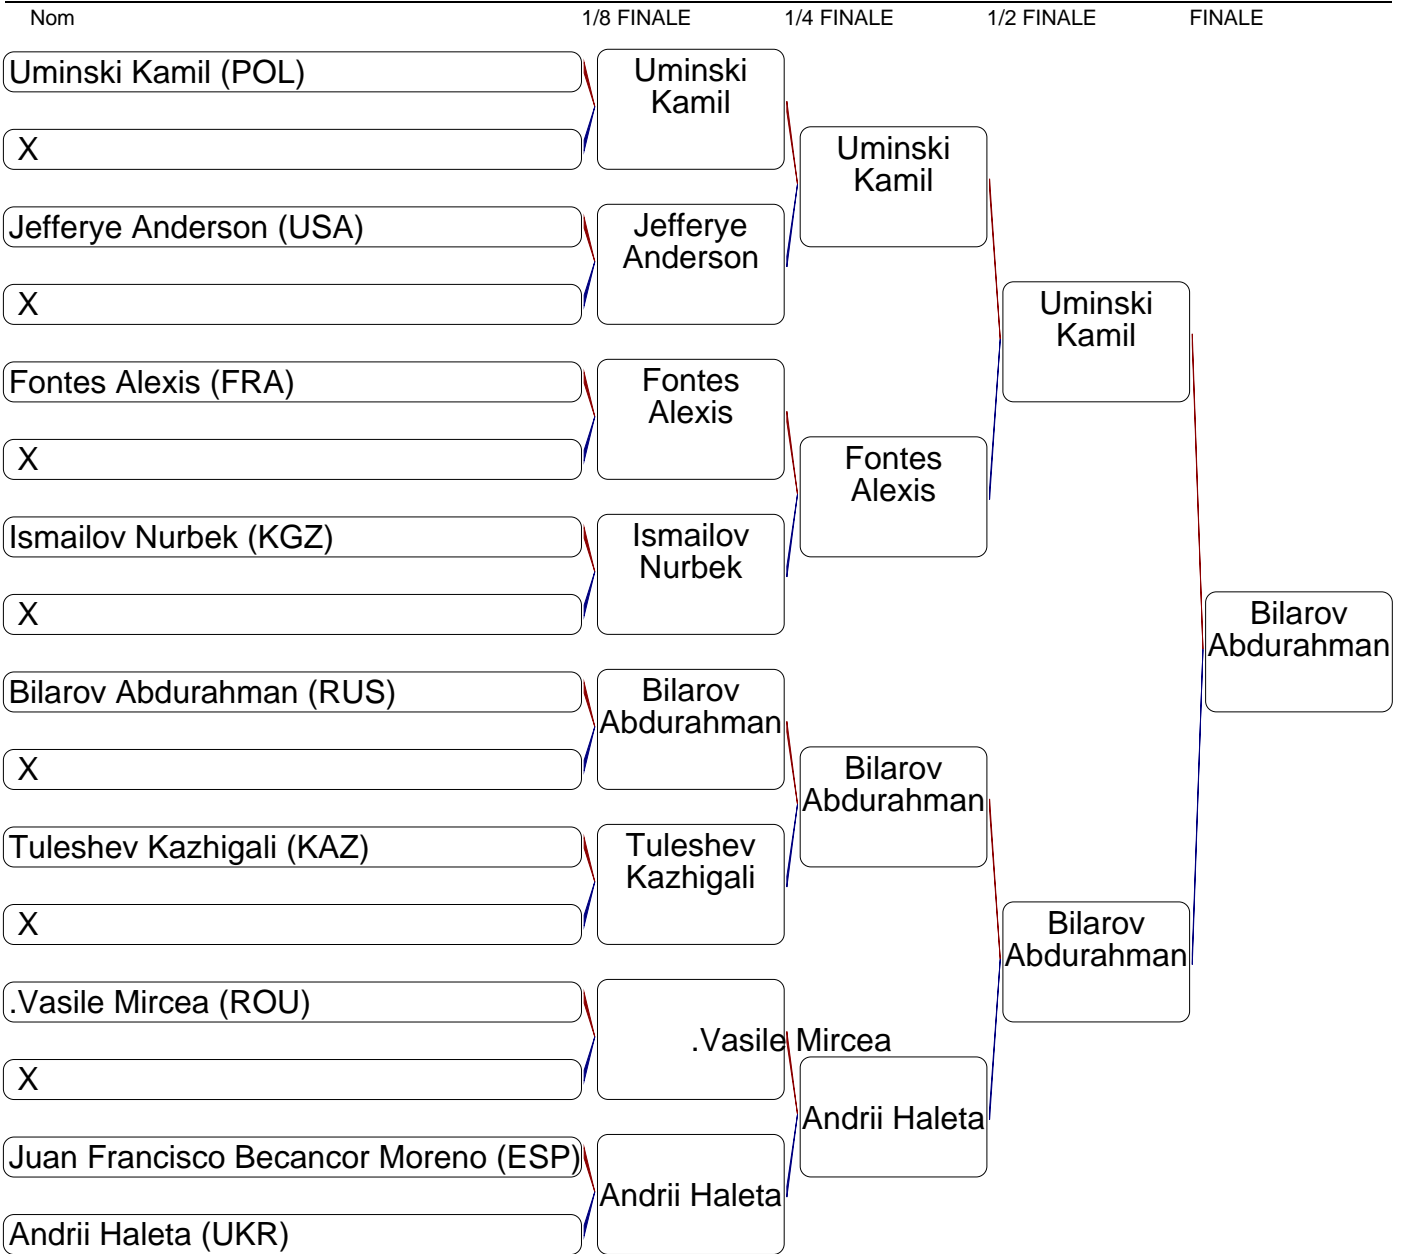 Nom 1/8 FINALE 1/4 FINALE 1/2 FINALE FINALE
Uminski Kamil (POL)
X
Jefferye Anderson (USA)
X
Fontes Alexis (FRA)
X
Ismailov Nurbek (KGZ)
X
Bilarov Abdurahman (RUS)
X
Tuleshev Kazhigali (KAZ)
X
.Vasile Mircea (ROU)
X
Juan Francisco Becancor Moreno (ESP)
Andrii Haleta (UKR)
Uminski
Kamil
Jefferye
Anderson
Fontes
Alexis
Ismailov
Nurbek
Bilarov
Abdurahman
Tuleshev
Kazhigali
.Vasile Mircea
Andrii Haleta
Uminski
Kamil
Fontes
Alexis
Bilarov
Abdurahman
Andrii Haleta
Uminski
Kamil
Bilarov
Abdurahman
Bilarov
Abdurahman